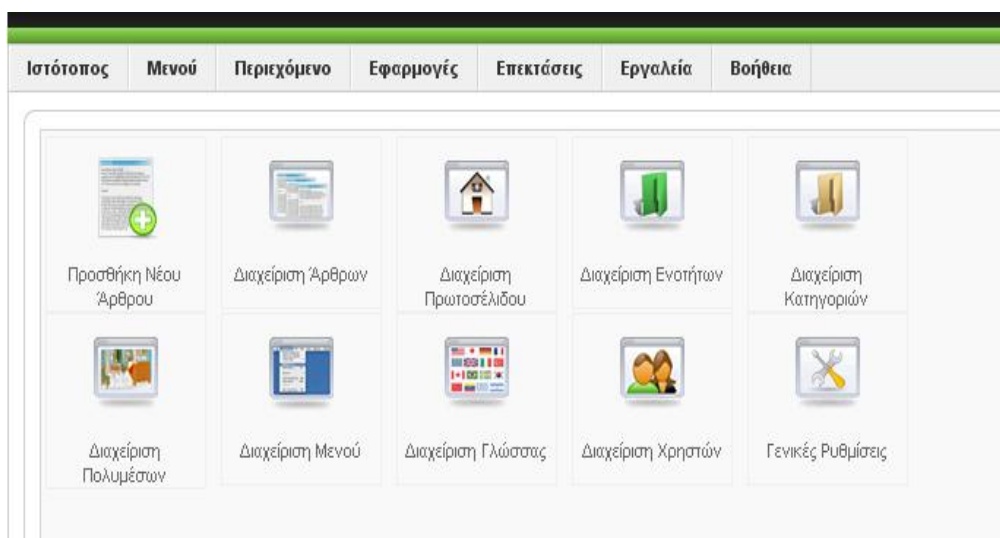 Ιστότοπος Μενού Περιεχόμενο Εφαρμογές Επεκτάσεις Εργαλεία Βοήθεια
Προσθήκη Νέου
Άρθρου
Διαχείριση Άρθρων
Διαχείριση
Πρωτοσέλιδου
Διαχείριση Ενοτήτων
Διαχείριση
Κατηγοριών
Διαχείριση
Πολυμέσων
Διαχείριση Μενού
Διαχείριση Γλώσσας
Διαχείριση Χρηστών
Γενικές Ρυθμίσεις